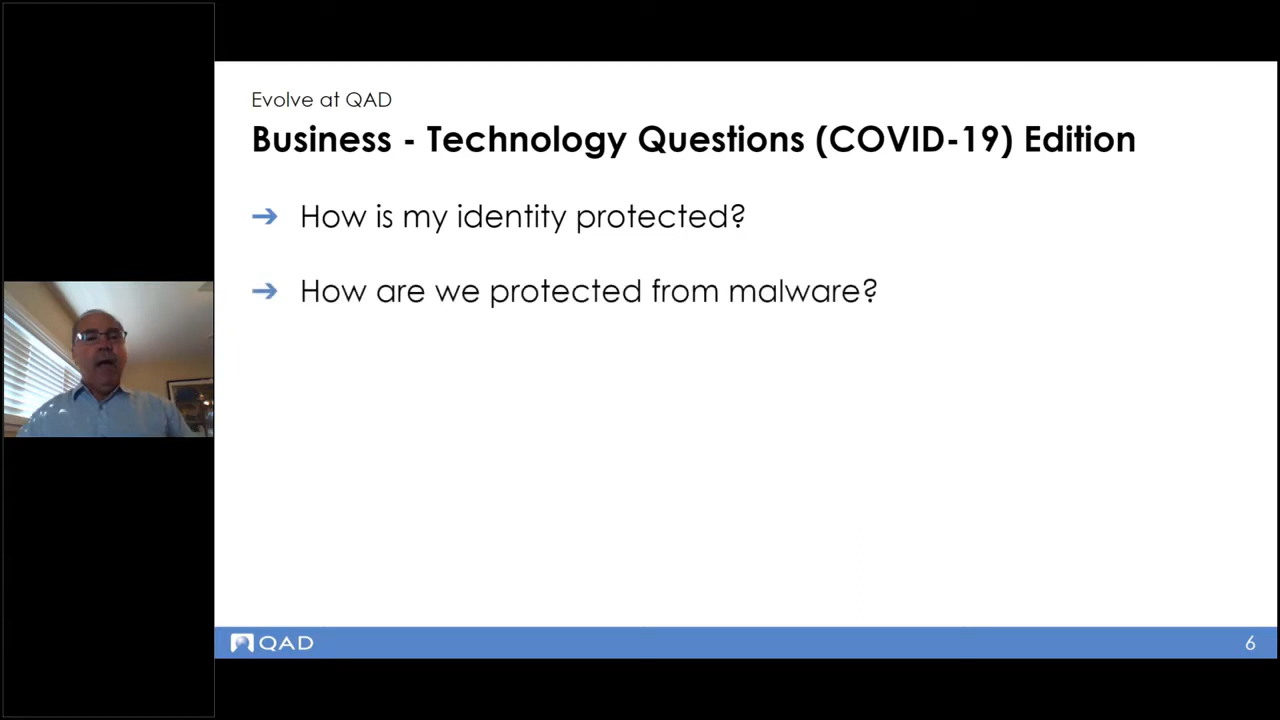 Evolve at QAD
Business - Technology Questions (COVID-19) Edition
➔ How is my identity protected?
➔ How are we protected from malware?
QAD
6